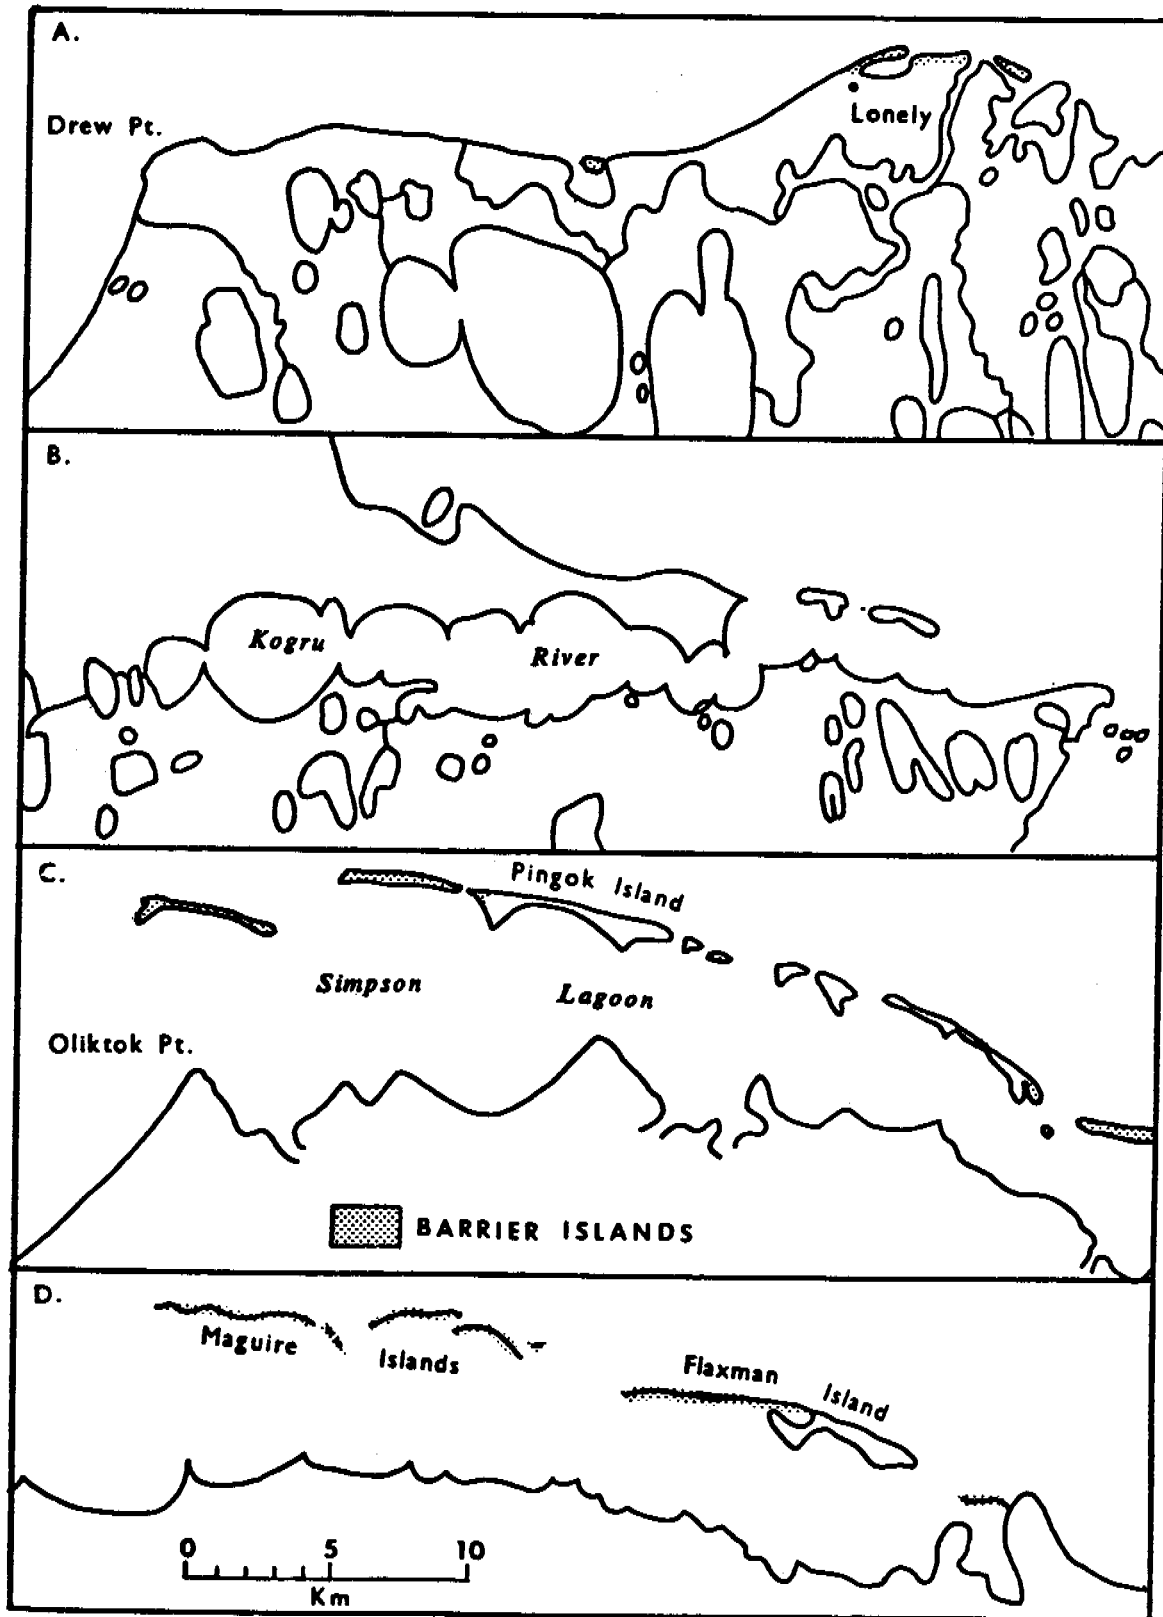 A.
Drew Pt.
Lonely
B.
Kogru River
C.
Pingok Island
Simpson Lagoon
Oliktok Pt.
BARRIER ISLANDS
D.
Maguire Islands
Flaxman Island
0 5 10
Km